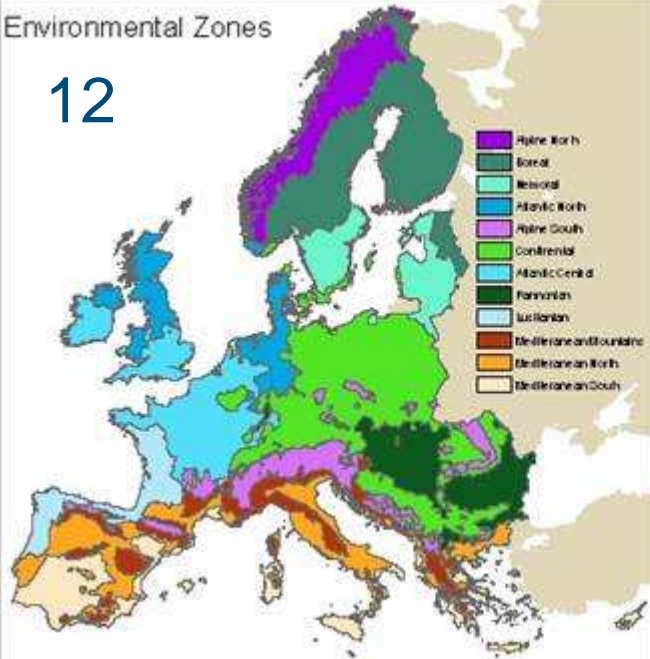 Environmental Zones
12
Alpine North
Boreal
Nemoral
Atlantic North
Alpine South
Continental
Atlantic Central
Pannonian
Lusitanian
Mediterranean Mountains
Mediterranean North
Mediterranean South